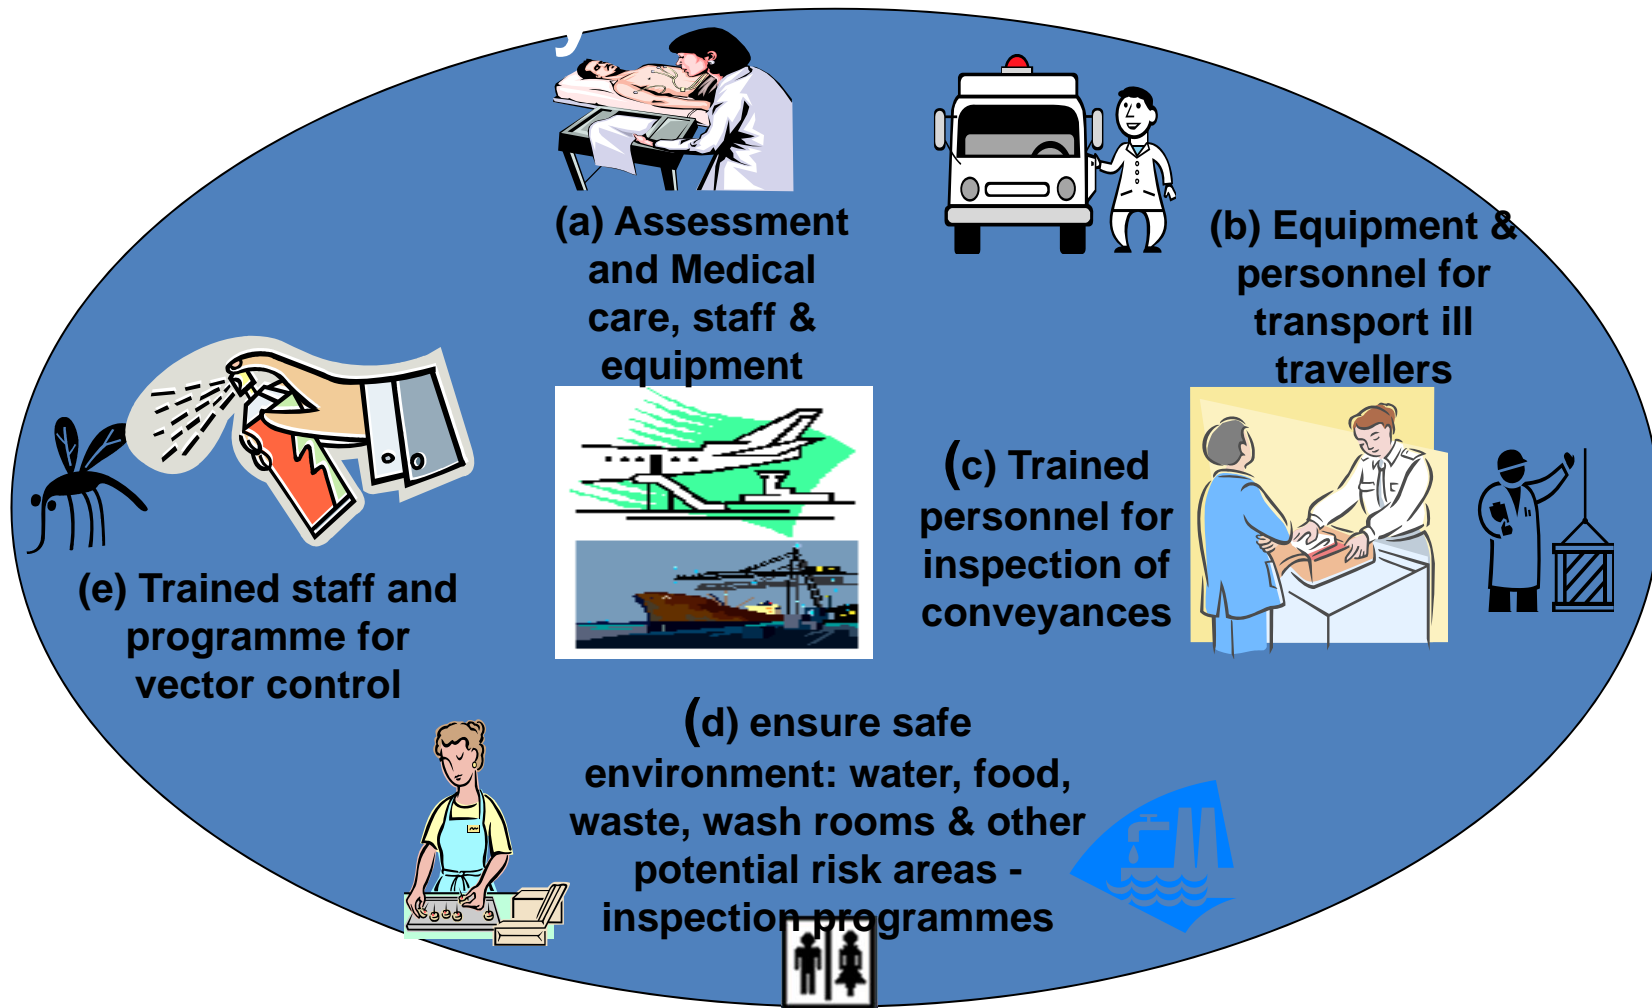 (a) Assessment
and Medical
care, staff &
equipment
(b) Equipment &
personnel for
transport ill
travellers
(c) Trained
personnel for
inspection of
conveyances
(e) Trained staff and
programme for
vector control
(d) ensure safe
environment: water, food,
waste, wash rooms & other
potential risk areas -
inspection programmes